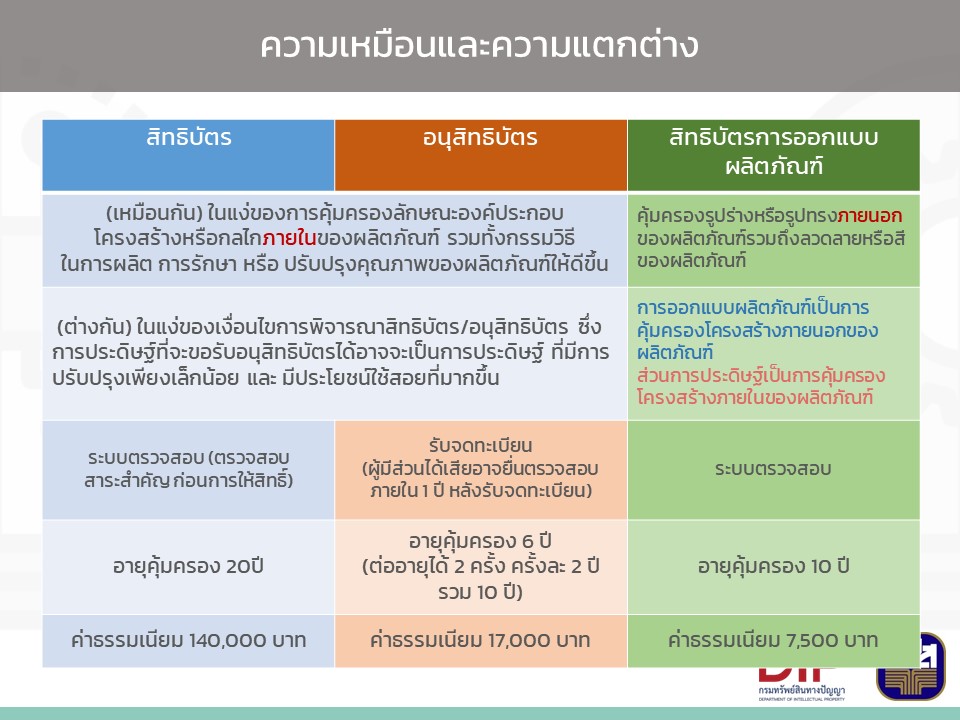 ความเหมือนและความแตกต่าง
สิทธิบัตร
อนุสิทธิบัตร
สิทธิบัตรการออกแบบ
ผลิตภัณฑ์
(เหมือนกัน) ในแง่ของการคุ้มครองลักษณะองค์ประกอบ
โครงสร้างหรือกลไกภายในของผลิตภัณฑ์ รวมทั้งกรรมวิธี
ในการผลิต การรักษา หรือ ปรับปรุงคุณภาพของผลิตภัณฑ์ให้ดีขึ้น
คุ้มครองรูปร่างหรือรูปทรงภายนอก
ของผลิตภัณฑ์รวมถึงลวดลายหรือสี
ของผลิตภัณฑ์
(ต่างกัน) ในแง่ของเงื่อนไขการพิจารณาสิทธิบัตร/อนุสิทธิบัตร ซึ่ง
การประดิษฐ์ที่จะขอรับอนุสิทธิบัตรได้อาจจะเป็นการประดิษฐ์ ที่มีการ
ปรับปรุงเพียงเล็กน้อย และ มีประโยชน์ใช้สอยที่มากขึ้น
การออกแบบผลิตภัณฑ์เป็นการ
คุ้มครองโครงสร้างภายนอกของ
ผลิตภัณฑ์
ส่วนการประดิษฐ์เป็นการคุ้มครอง
โครงสร้างภายในของผลิตภัณฑ์
ระบบตรวจสอบ (ตรวจสอบ
สาระสำคัญ ก่อนการให้สิทธิ์)
รับจดทะเบียน
(ผู้มีส่วนได้เสียอาจยื่นตรวจสอบ
ภายใน 1 ปี หลังรับจดทะเบียน)
ระบบตรวจสอบ
อายุคุ้มครอง 20ปี
อายุคุ้มครอง 6 ปี
(ต่ออายุได้ 2 ครั้ง ครั้งละ 2 ปี
รวม 10 ปี)
อายุคุ้มครอง 10 ปี
ค่าธรรมเนียม 140,000 บาท
ค่าธรรมเนียม 17,000 บาท
ค่าธรรมเนียม 7,500 บาท
DIP
กรมทรัพย์สินทางปัญญา
DEPARTMENT OF INTELLECTUAL PROPERTY